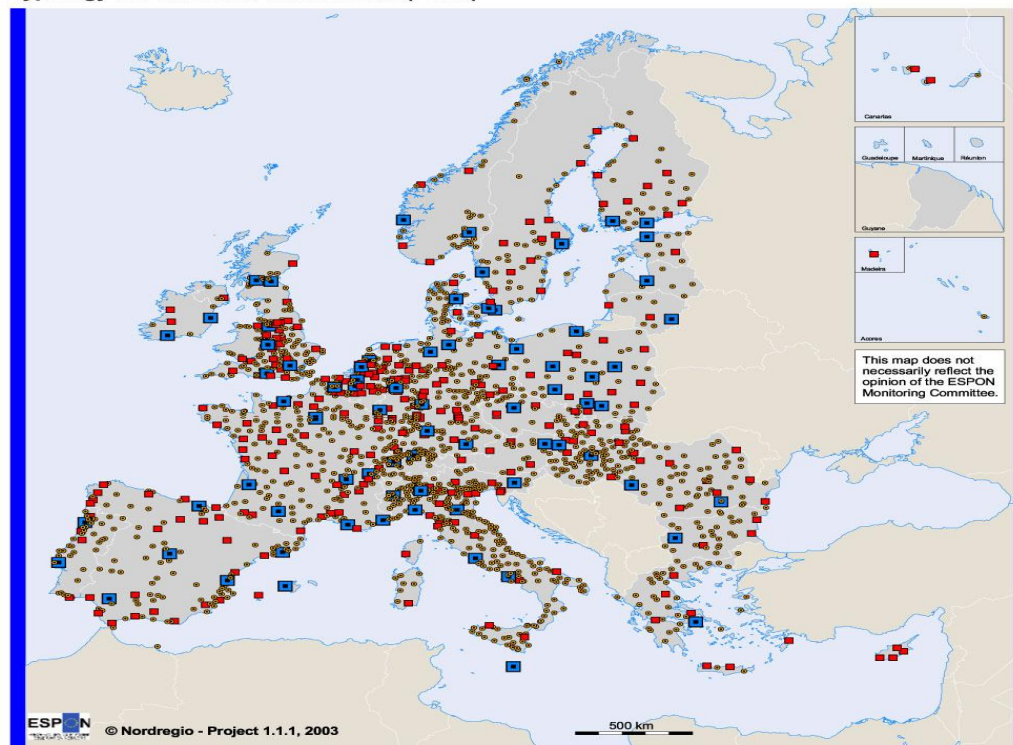 Canarias
Guadeloupe
Martinique
Réunion
Guyane
Madeira
Acores
This map does not
necessarily reflect the
opinion of the ESPON
Monitoring Committee.
ESPON
© Nordregio - Project 1.1.1, 2003
500 km